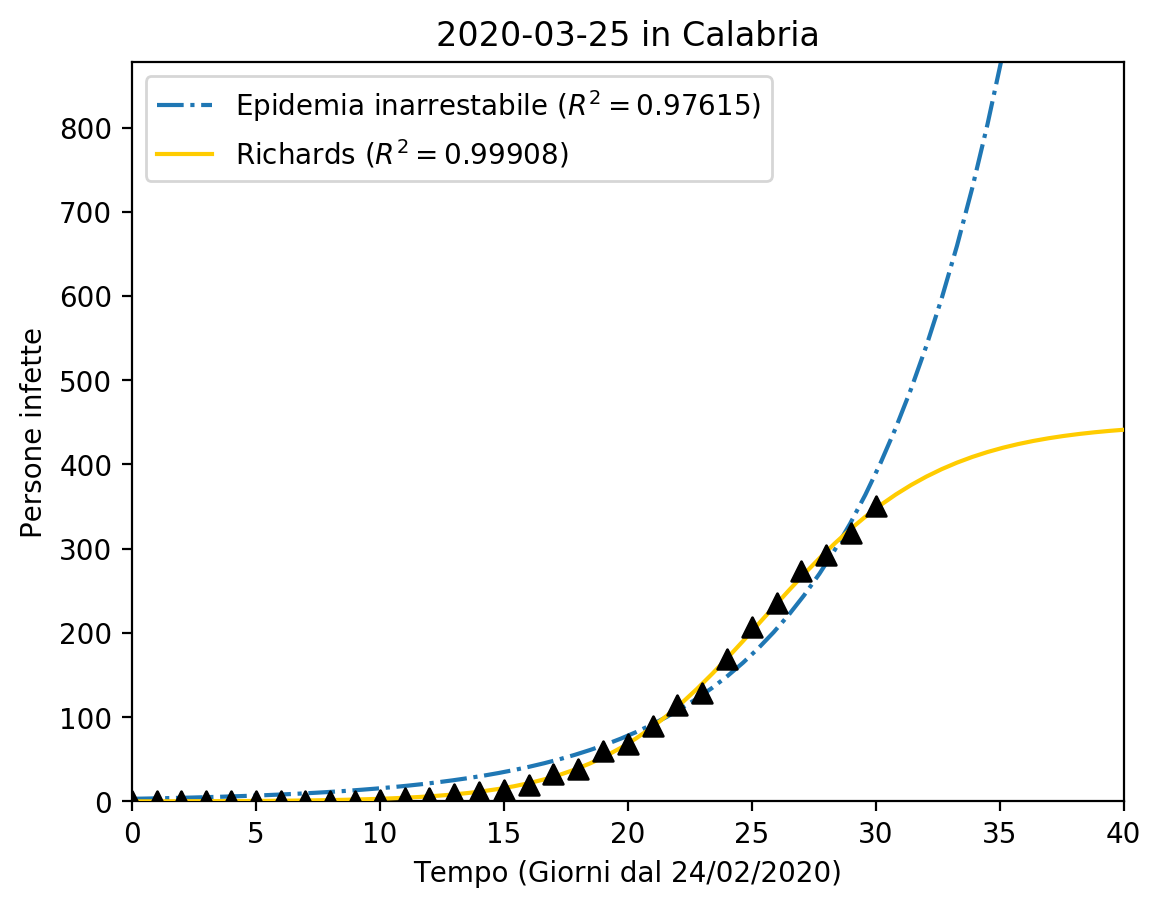 2020-03-25 in Calabria
Epidemia inarrestabile (R² = 0.97615)
Richards (R² = 0.99908)
800
700
600
500
400
300
200
100
0
Persone infette
0 5 10 15 20 25 30 35 40
Tempo (Giorni dal 24/02/2020)